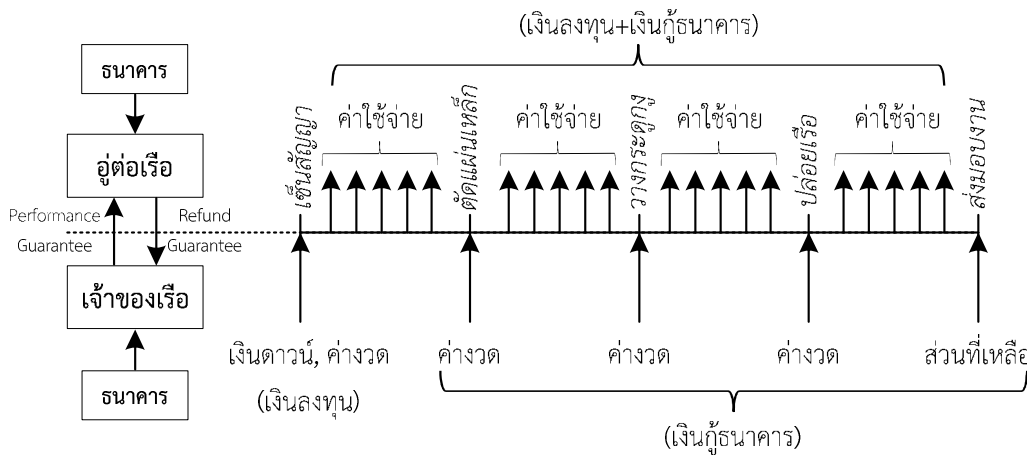 (เงินลงทุน+เงินกู้ธนาคาร)
ธนาคาร
อู่ต่อเรือ
Performance
Guarantee
Refund
Guarantee
เจ้าของเรือ
ธนาคาร
เซ็นสัญญา
ค่าใช้จ่าย
ตัดแผ่นเหล็ก
ค่าใช้จ่าย
วางกระดูกงู
ค่าใช้จ่าย
ปล่อยเรือ
ค่าใช้จ่าย
ส่งมอบงาน
เงินดาวน์, ค่างวด
(เงินลงทุน)
ค่างวด
ค่างวด
ค่างวด
ส่วนที่เหลือ
(เงินกู้ธนาคาร)